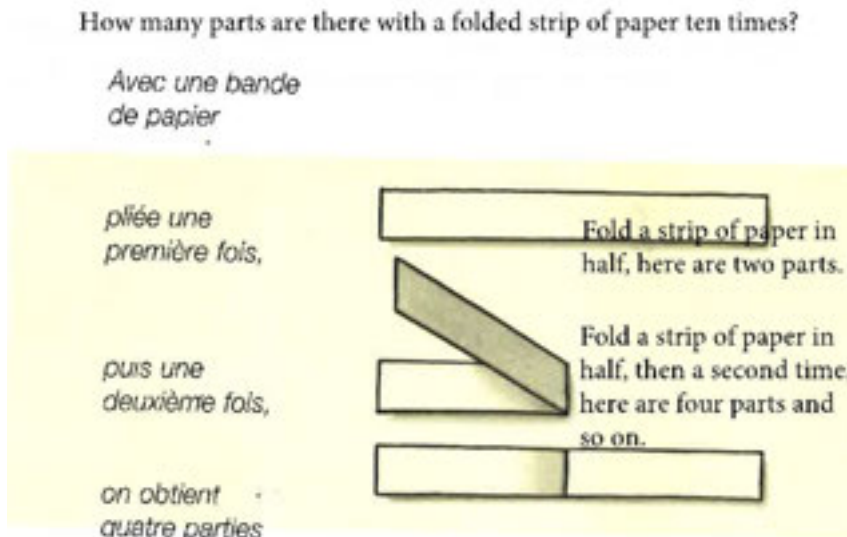 How many parts are there with a folded strip of paper ten times?
Avec une bande
de papier
pliée une
première fois,
Fold a strip of paper in
half, here are two parts.
puis une
deuxième fois,
Fold a strip of paper in
half, then a second time,
here are four parts and
so on.
on obtient
quatre parties